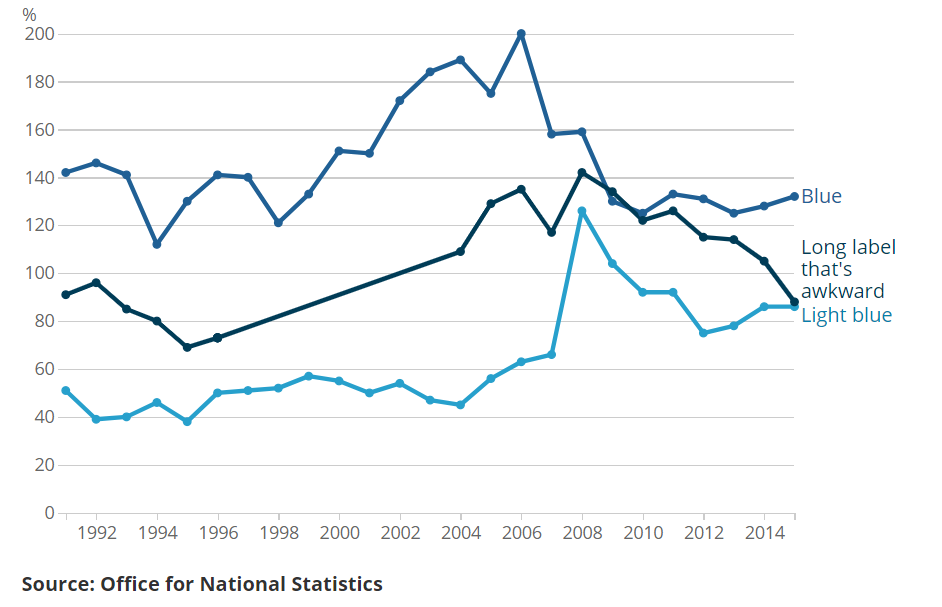 %
200
180
160
140
120
100
80
60
40
20
0
1992 1994 1996 1998 2000 2002 2004 2006 2008 2010 2012 2014
Blue
Long label
that's
awkward
Light blue
Source: Office for National Statistics